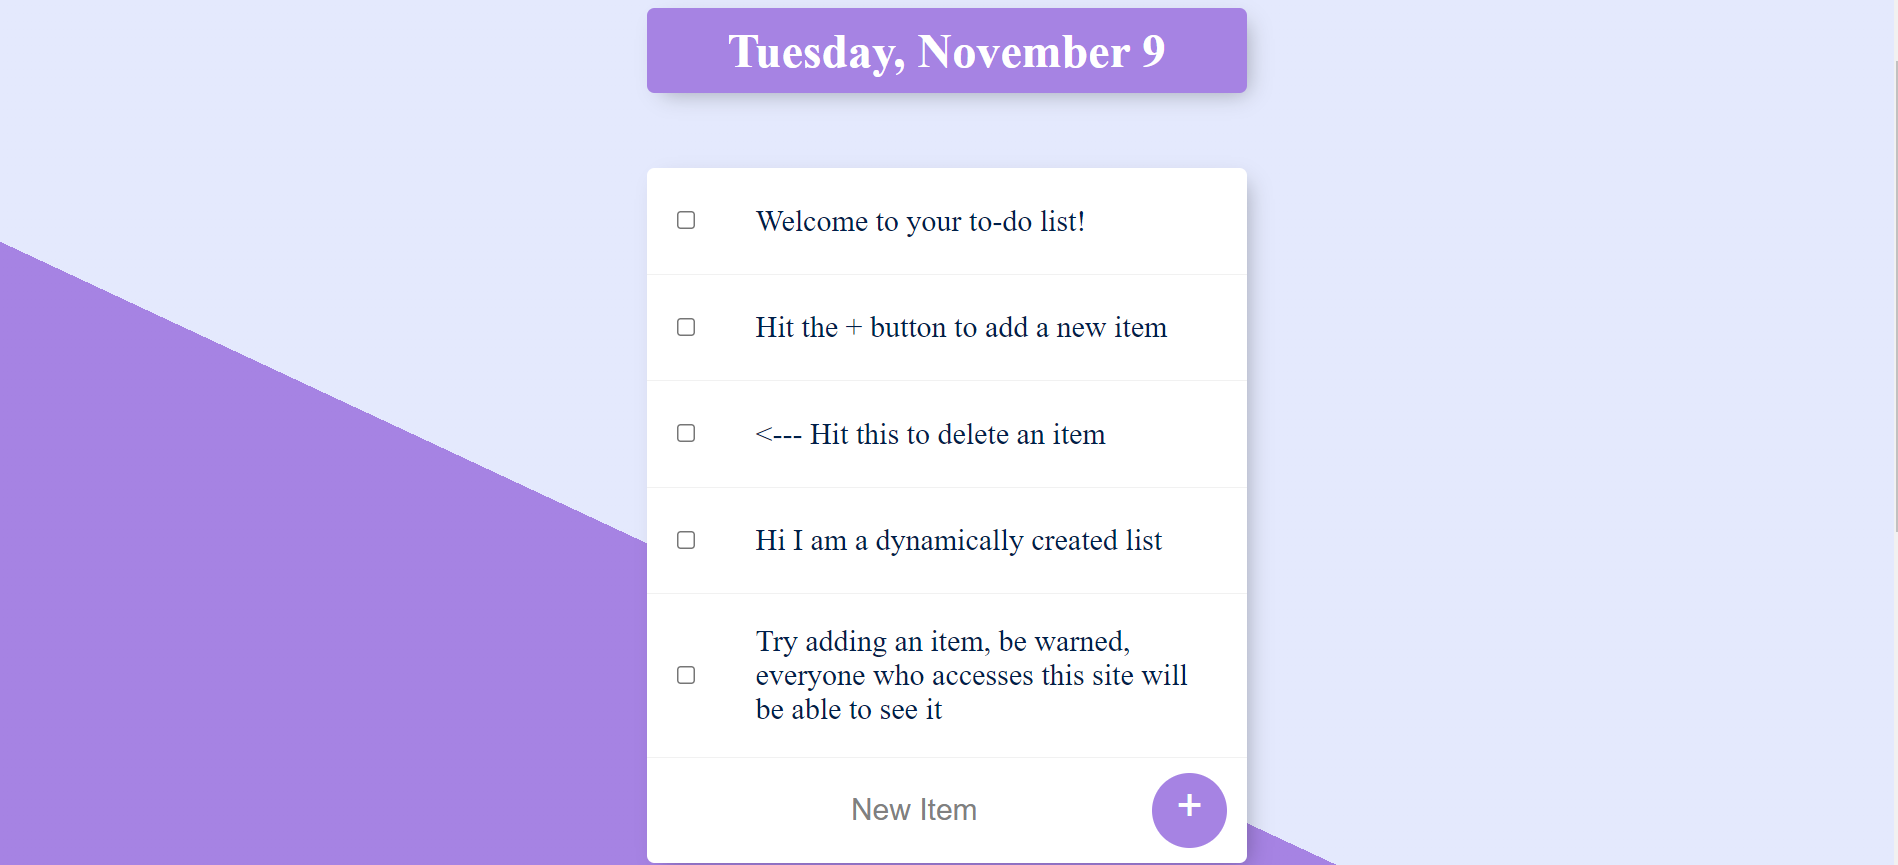 Tuesday, November 9
Welcome to your to-do list!
Hit the + button to add a new item
<--- Hit this to delete an item
Hi I am a dynamically created list
Try adding an item, be warned,
everyone who accesses this site will
be able to see it
New Item
+